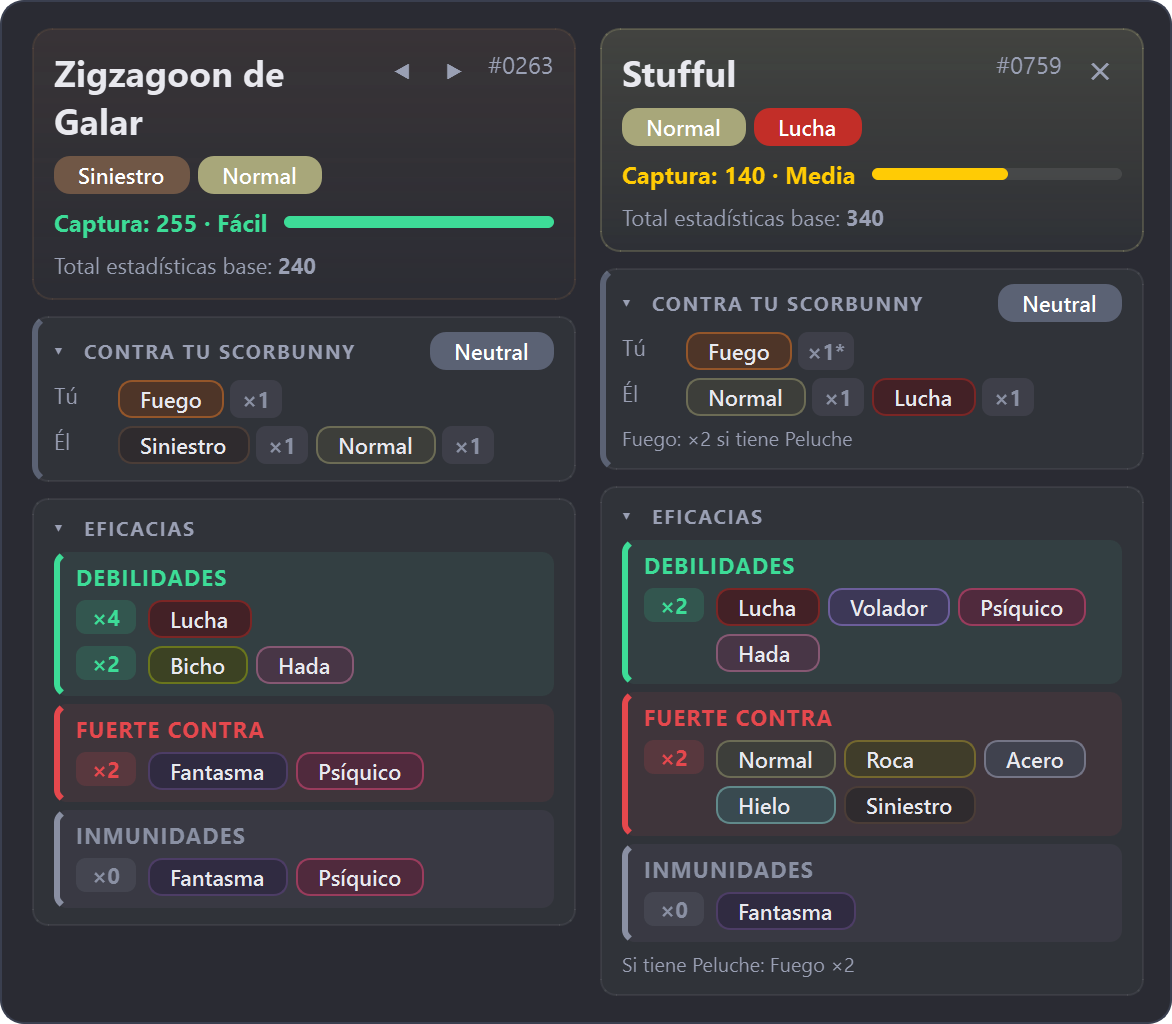 Zigzagoon de
Galar
◀ ▶ #0263
Siniestro Normal
Captura: 255 · Fácil
Total estadísticas base: 240
▼ CONTRA TU SCORBUNNY Neutral
Tú Fuego ×1
Él Siniestro ×1 Normal ×1
▼ EFICACIAS
DEBILIDADES
×4 Lucha
×2 Bicho Hada
FUERTE CONTRA
×2 Fantasma Psíquico
INMUNIDADES
×0 Fantasma Psíquico
Stufful #0759 ✕
Normal Lucha
Captura: 140 · Media
Total estadísticas base: 340
▼ CONTRA TU SCORBUNNY Neutral
Tú Fuego ×1*
Él Normal ×1 Lucha ×1
Fuego: ×2 si tiene Peluche
▼ EFICACIAS
DEBILIDADES
×2 Lucha Volador Psíquico
Hada
FUERTE CONTRA
×2 Normal Roca Acero
Hielo Siniestro
INMUNIDADES
×0 Fantasma
Si tiene Peluche: Fuego ×2